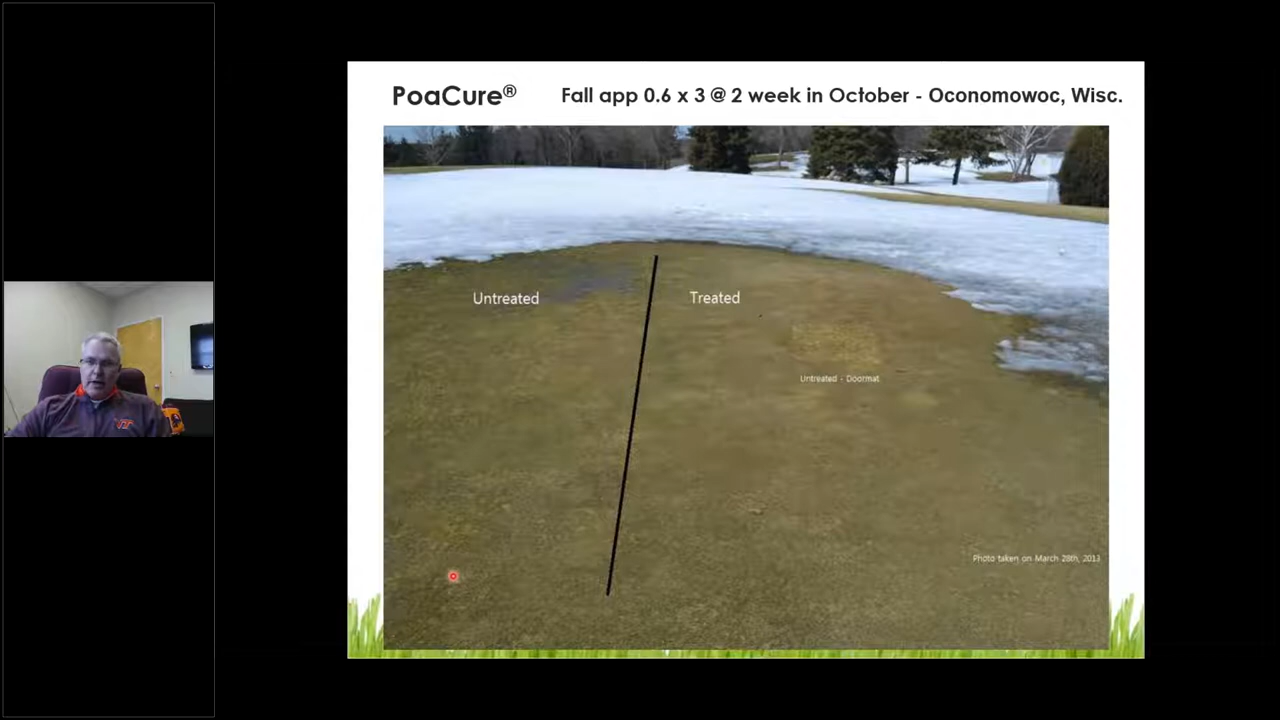 PoaCure® Fall app 0.6 x 3 @ 2 week in October - Oconomowoc, Wisc.
Untreated Treated
Untreated - Doormat
Photo taken on March 28th, 2013
VT